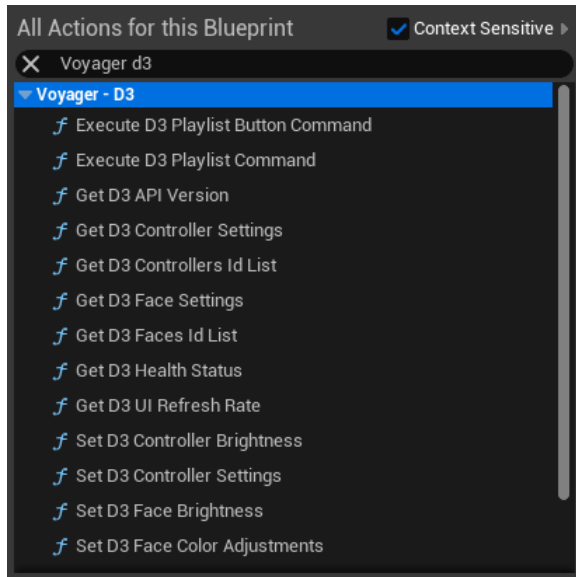 All Actions for this Blueprint Context Sensitive
Voyager d3
Voyager - D3
Execute D3 Playlist Button Command
Execute D3 Playlist Command
Get D3 API Version
Get D3 Controller Settings
Get D3 Controllers Id List
Get D3 Face Settings
Get D3 Faces Id List
Get D3 Health Status
Get D3 UI Refresh Rate
Set D3 Controller Brightness
Set D3 Controller Settings
Set D3 Face Brightness
Set D3 Face Color Adjustments